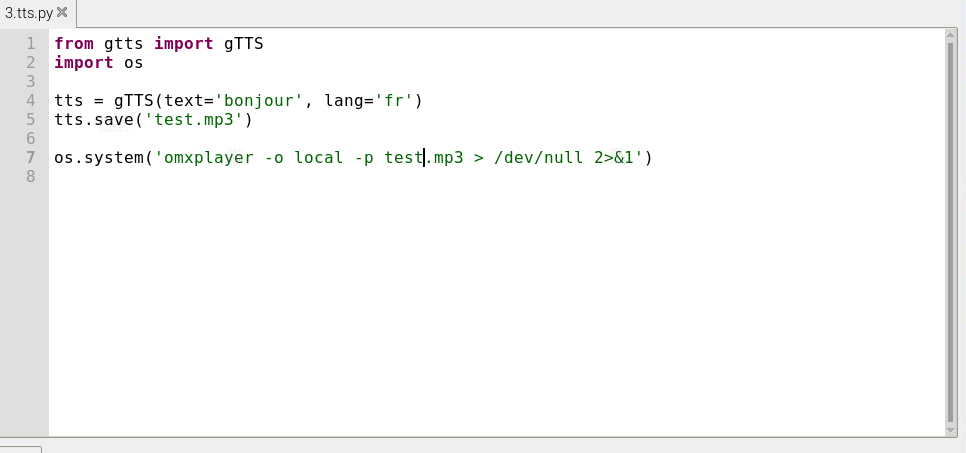 3.tts.py
1 from gtts import gTTS
2 import os
3
4 tts = gTTS(text='bonjour', lang='fr')
5 tts.save('test.mp3')
6
7 os.system('omxplayer -o local -p test.mp3 > /dev/null 2>&1')
8